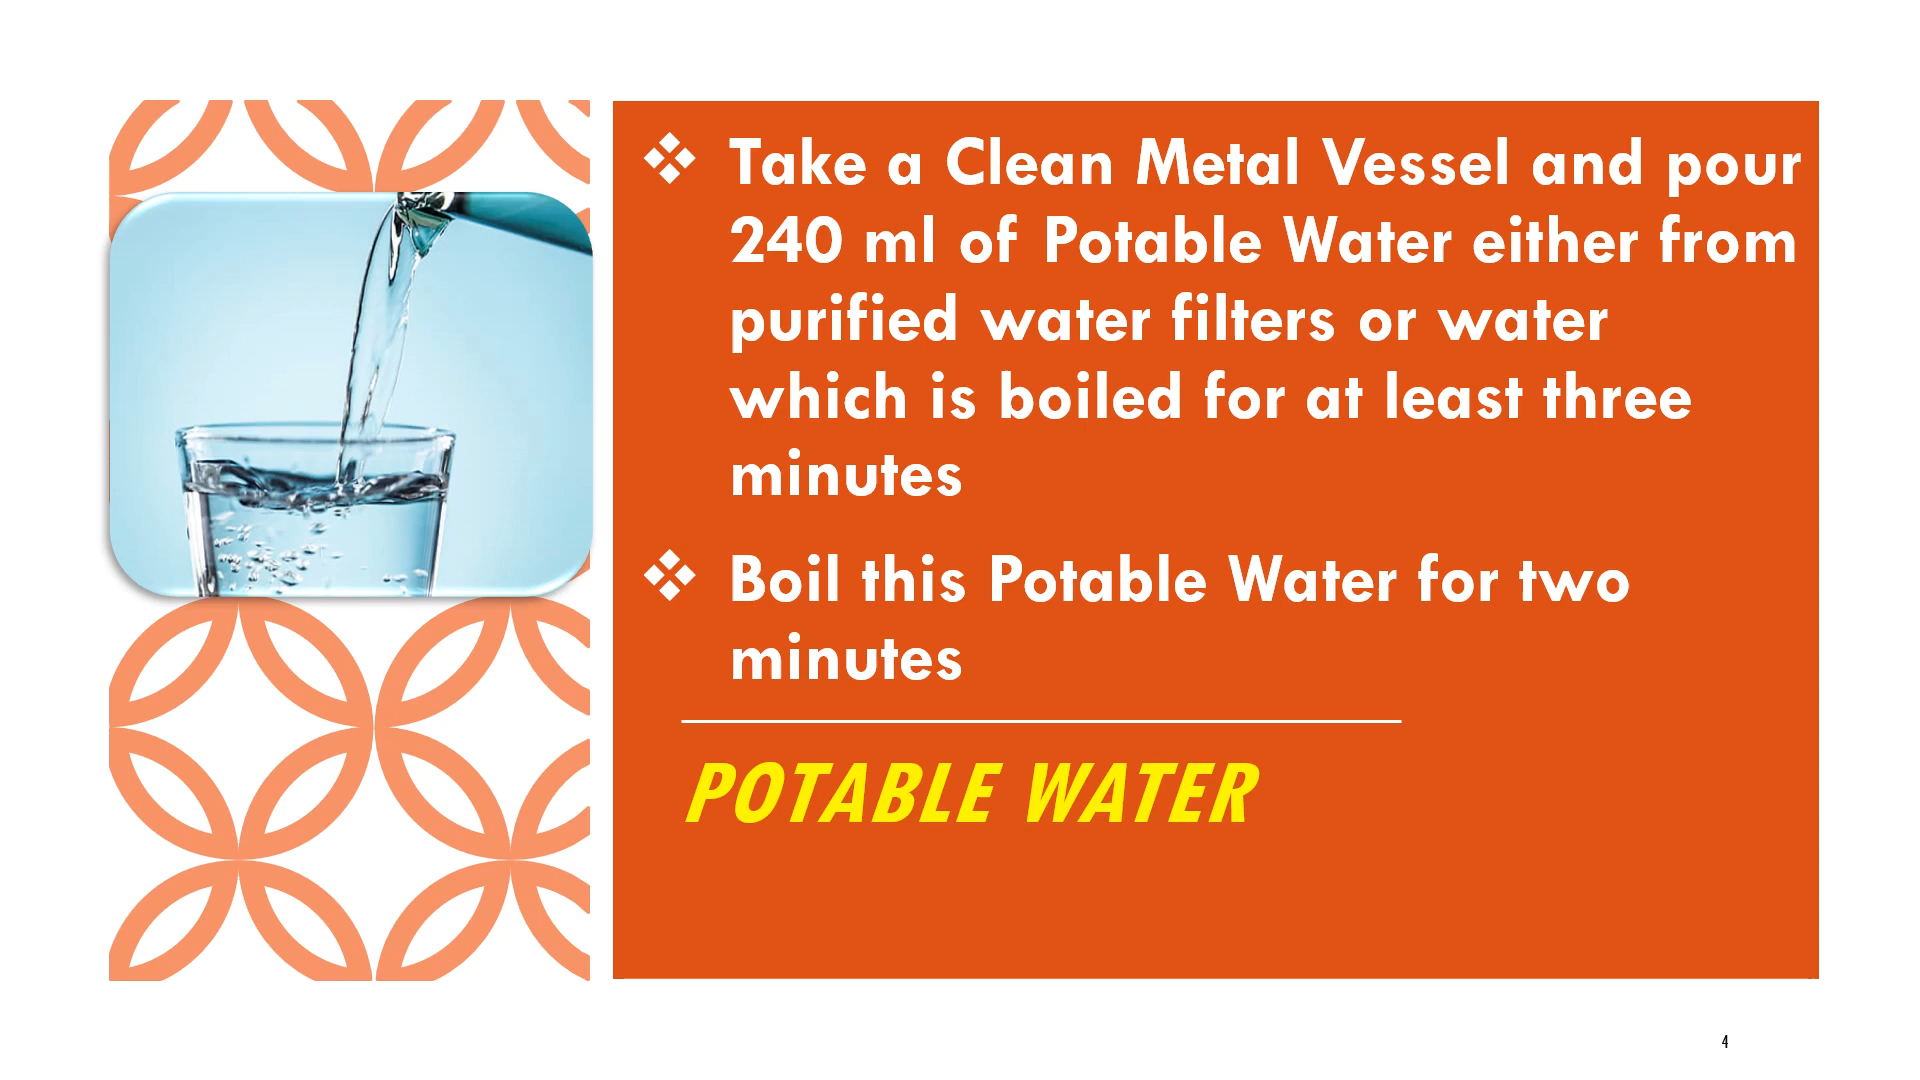 ❖ Take a Clean Metal Vessel and pour
240 ml of Potable Water either from
purified water filters or water
which is boiled for at least three
minutes
❖ Boil this Potable Water for two
minutes
POTABLE WATER
4